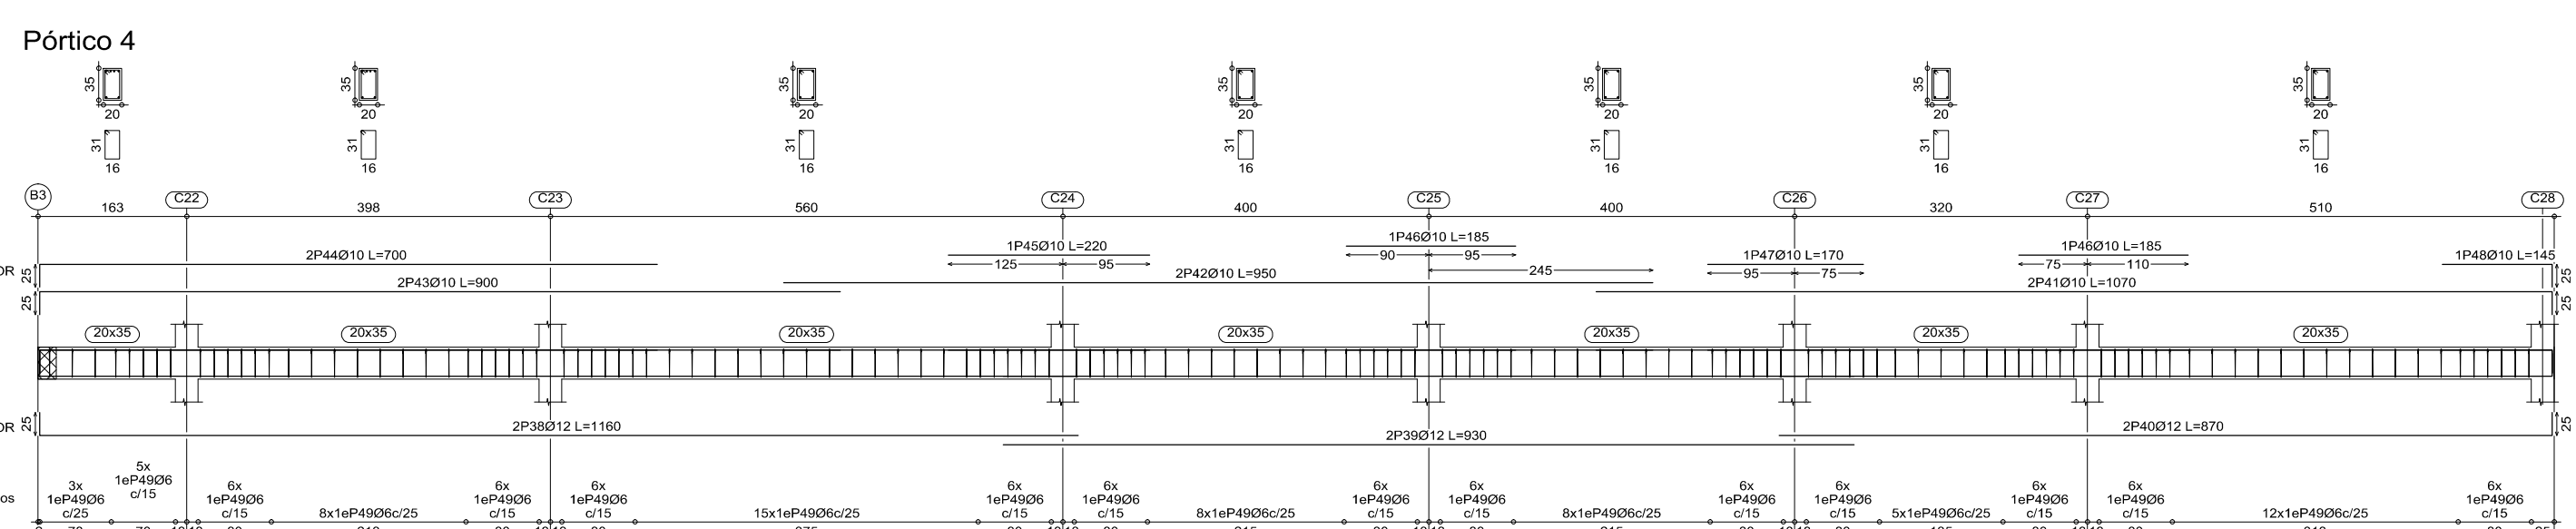 Pórtico 4
35 35 35 35 35 35 35
20 20 20 20 20 20 20
31 31 31 31 31 31 31
16 16 16 16 16 16 16
B3 C22 C23 C24 C25 C26 C27 C28
163 398 560 400 400 320 510
1P46Ø10 L=185
1P45Ø10 L=220 1P46Ø10 L=185
2P44Ø10 L=700 90 95 1P47Ø10 L=170 1P48Ø10 L=145
OR 25 125 95 245 75 110 25
2P42Ø10 L=950 95 75
2P43Ø10 L=900 2P41Ø10 L=1070
25 25
20x35 20x35 20x35 20x35 20x35 20x35 20x35
OR 25 2P38Ø12 L=1160 2P40Ø12 L=870 25
2P39Ø12 L=930
5x
1eP49Ø6
c/15
3x 6x 6x 6x 6x 6x 6x 6x 6x 6x 6x 6x 6x
os 1eP49Ø6 1eP49Ø6 1eP49Ø6 1eP49Ø6 1eP49Ø6 1eP49Ø6 1eP49Ø6 1eP49Ø6 1eP49Ø6 1eP49Ø6 1eP49Ø6 1eP49Ø6 1eP49Ø6
c/25 c/15 8x1eP49Ø6c/25 c/15 c/15 15x1eP49Ø6c/25 c/15 c/15 8x1eP49Ø6c/25 c/15 c/15 8x1eP49Ø6c/25 c/15 c/15 5x1eP49Ø6c/25 c/15 c/15 12x1eP49Ø6c/25 c/15